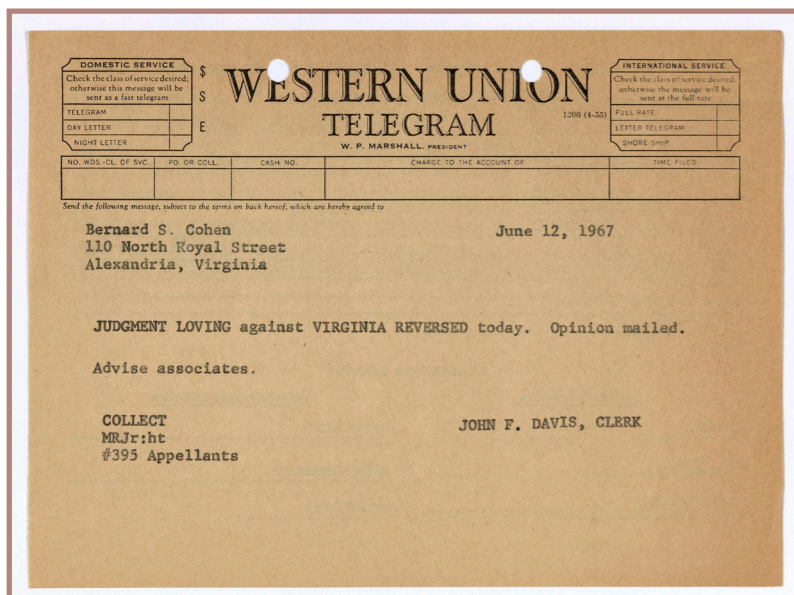 DOMESTIC SERVICE
Check the class of service desired;
otherwise this message will be
sent as a fast telegram
TELEGRAM
DAY LETTER
NIGHT LETTER
$
S
E
WESTERN UNION
TELEGRAM
1206 (4-55)
W. P. MARSHALL, PRESIDENT
INTERNATIONAL SERVICE
Check the class of service desired;
otherwise the message will be
sent at the full rate
FULL RATE
LETTER TELEGRAM
SHORE-SHIP
NO. WDS.-CL. OF SVC. PD. OR COLL. CASH NO. CHARGE TO THE ACCOUNT OF TIME FILED
Send the following message, subject to the terms on back hereof, which are hereby agreed to
Bernard S. Cohen June 12, 1967
110 North Royal Street
Alexandria, Virginia
JUDGMENT LOVING against VIRGINIA REVERSED today. Opinion mailed.
Advise associates.
COLLECT JOHN F. DAVIS, CLERK
MRJr:ht
#395 Appellants